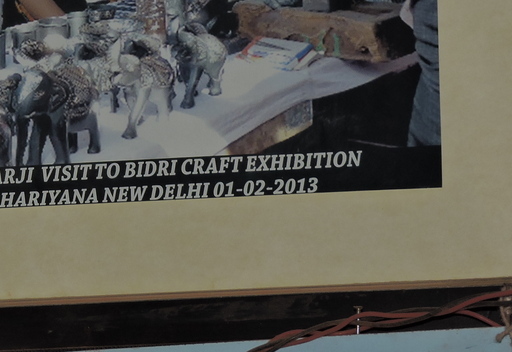 ARJI VISIT TO BIDRI CRAFT EXHIBITION
HARIYANA NEW DELHI 01-02-2013